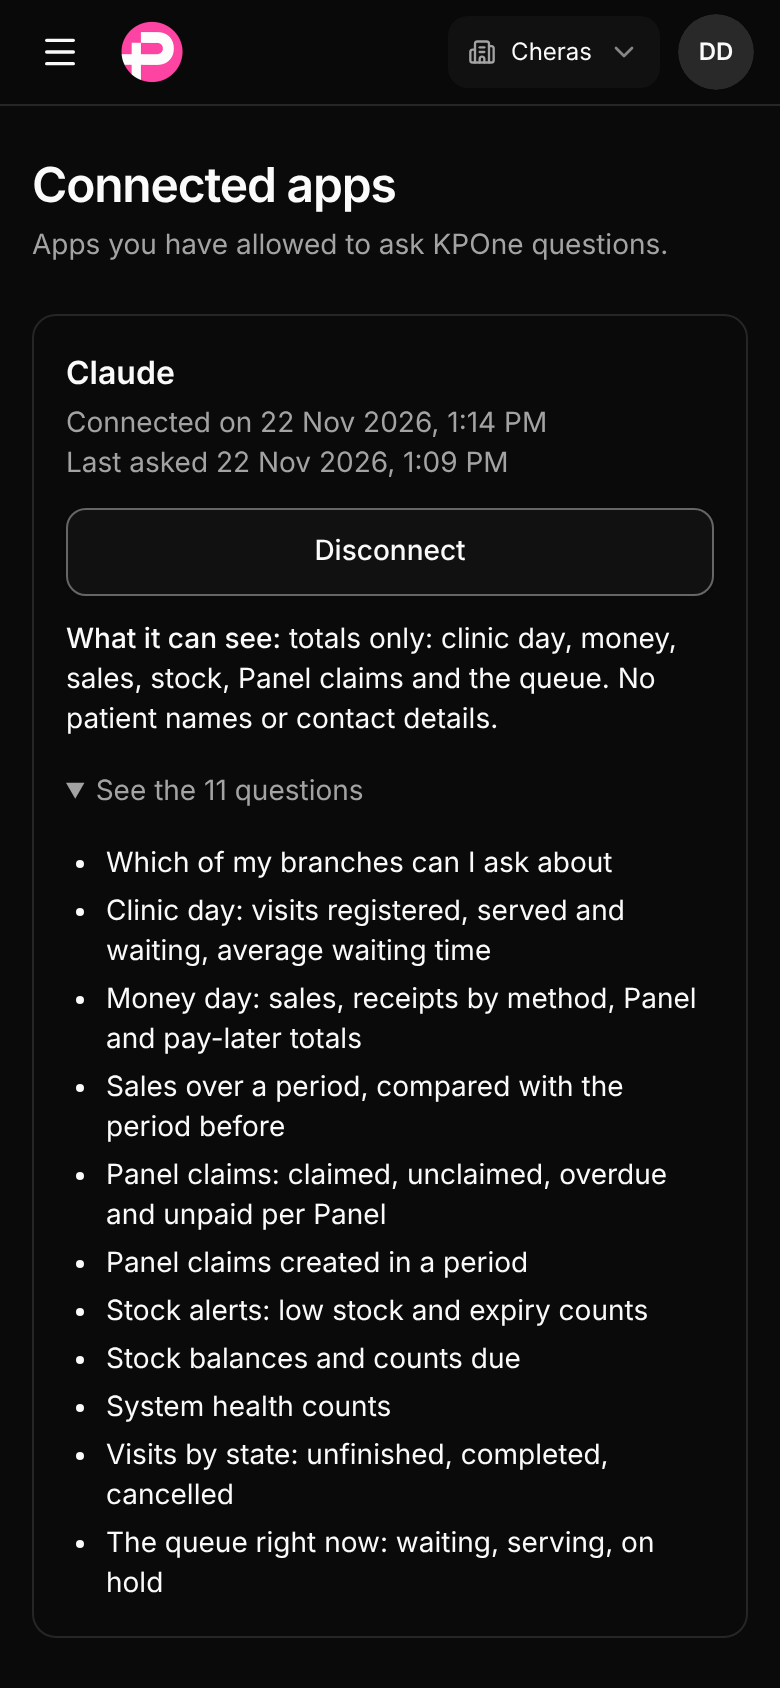 Cheras
DD
Connected apps
Apps you have allowed to ask KPOne questions.
Claude
Connected on 22 Nov 2026, 1:14 PM
Last asked 22 Nov 2026, 1:09 PM
Disconnect
What it can see: totals only: clinic day, money,
sales, stock, Panel claims and the queue. No
patient names or contact details.
▼ See the 11 questions
• Which of my branches can I ask about
• Clinic day: visits registered, served and
waiting, average waiting time
• Money day: sales, receipts by method, Panel
and pay-later totals
• Sales over a period, compared with the
period before
• Panel claims: claimed, unclaimed, overdue
and unpaid per Panel
• Panel claims created in a period
• Stock alerts: low stock and expiry counts
• Stock balances and counts due
• System health counts
• Visits by state: unfinished, completed,
cancelled
• The queue right now: waiting, serving, on
hold